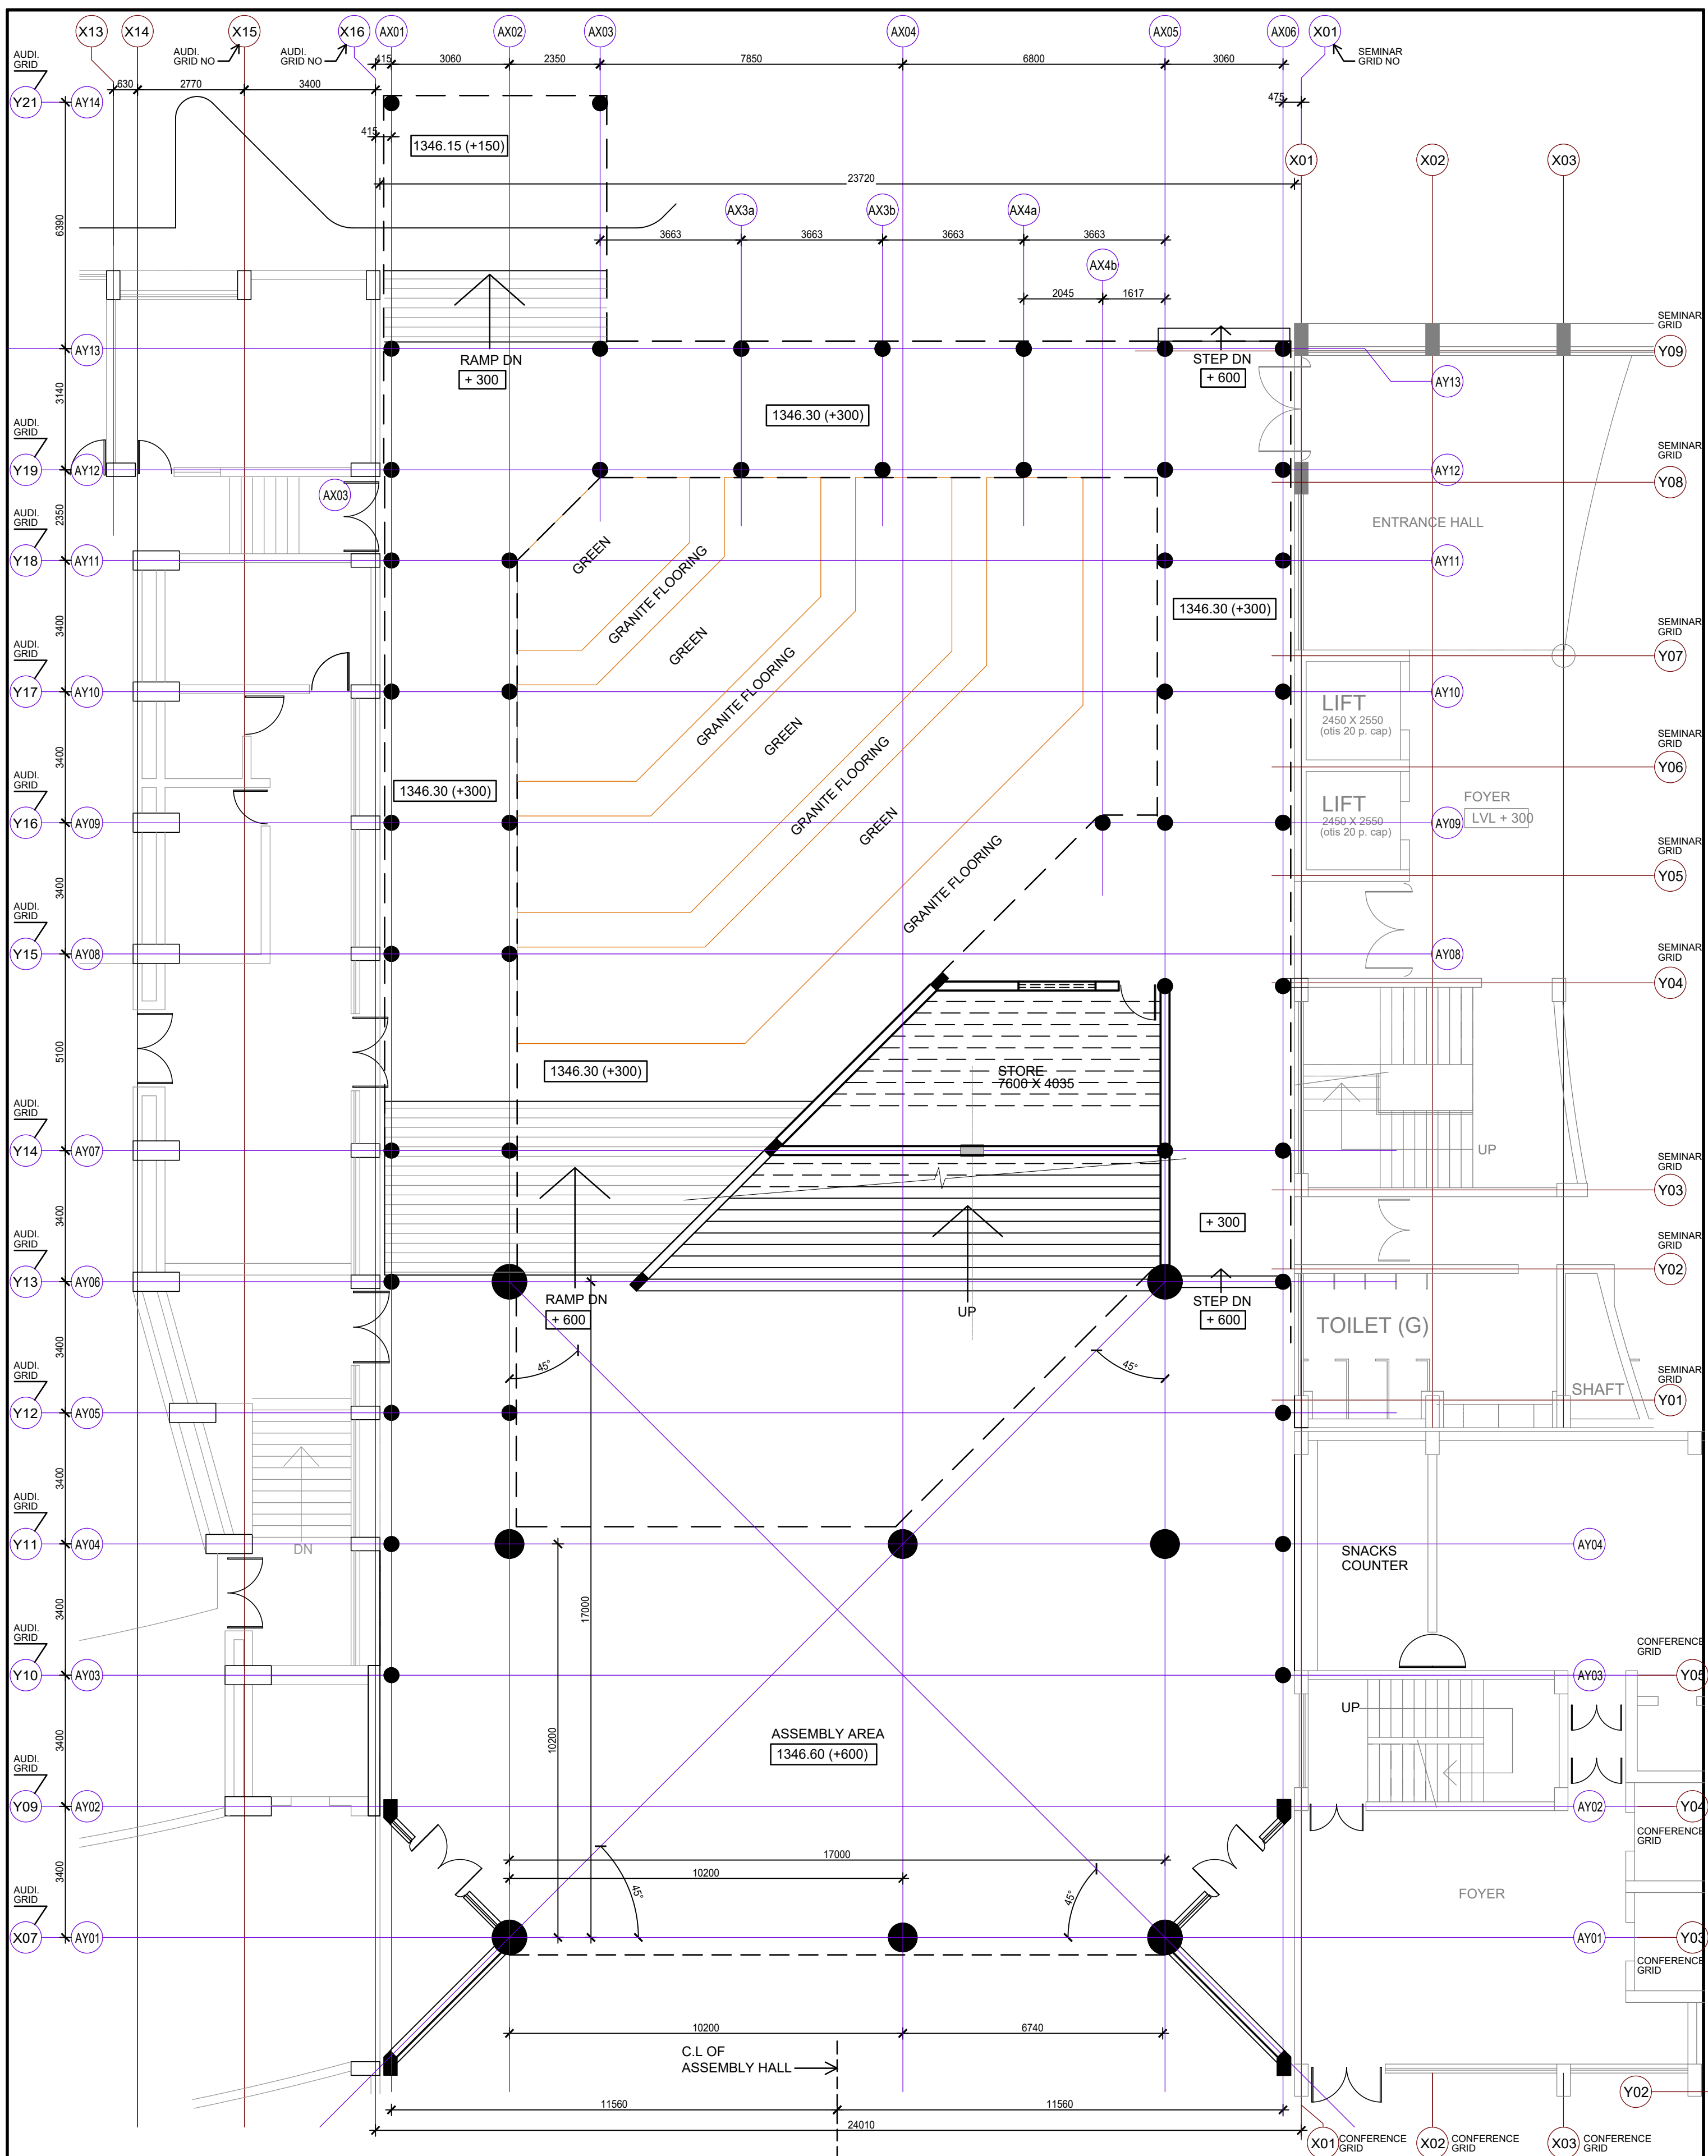 X13
X14
X15
X16
AX01
AX02
AX03
AX04
AX05
AX06
X01
AUDI.
GRID
AUDI.
GRID NO
AUDI.
GRID NO
SEMINAR
GRID NO
415
3060
2350
7850
6800
3060
630
2770
3400
475
Y21
AY14
415
1346.15 (+150)
23720
X01
X02
X03
AX3a
AX3b
AX4a
6390
3663
3663
3663
3663
AX4b
2045
1617
SEMINAR
GRID
AY13
RAMP DN
+ 300
STEP DN
+ 600
Y09
AY13
3140
1346.30 (+300)
AUDI.
GRID
SEMINAR
GRID
Y19
AY12
AY12
Y08
AX03
2350
AUDI.
GRID
ENTRANCE HALL
Y18
AY11
GREEN
AY11
GRANITE FLOORING
1346.30 (+300)
3400
SEMINAR
GRID
AUDI.
GRID
GREEN
Y07
Y17
AY10
AY10
GRANITE FLOORING
LIFT
2450 X 2550
(otis 20 p. cap)
GREEN
3400
SEMINAR
GRID
Y06
AUDI.
GRID
1346.30 (+300)
GRANITE FLOORING
LIFT
2450 X 2550
(otis 20 p. cap)
FOYER
LVL + 300
Y16
AY09
AY09
GREEN
3400
SEMINAR
GRID
Y05
GRANITE FLOORING
AUDI.
GRID
Y15
AY08
AY08
SEMINAR
GRID
Y04
5100
1346.30 (+300)
STORE
7600 X 4035
AUDI.
GRID
Y14
AY07
UP
SEMINAR
GRID
Y03
3400
+ 300
AUDI.
GRID
SEMINAR
GRID
Y13
AY06
Y02
RAMP DN
+ 600
UP
STEP DN
+ 600
TOILET (G)
3400
45°
45°
AUDI.
GRID
SHAFT
SEMINAR
GRID
Y12
AY05
Y01
3400
AUDI.
GRID
Y11
AY04
DN
SNACKS
COUNTER
AY04
3400
17000
AUDI.
GRID
CONFERENCE
GRID
Y10
AY03
AY03
Y05
UP
3400
10200
ASSEMBLY AREA
1346.60 (+600)
AUDI.
GRID
Y09
AY02
AY02
Y04
CONFERENCE
GRID
3400
17000
10200
45°
45°
FOYER
AUDI.
GRID
X07
AY01
AY01
Y03
CONFERENCE
GRID
10200
6740
C.L OF
ASSEMBLY HALL
Y02
11560
11560
24010
X01
CONFERENCE
GRID
X02
CONFERENCE
GRID
X03
CONFERENCE
GRID